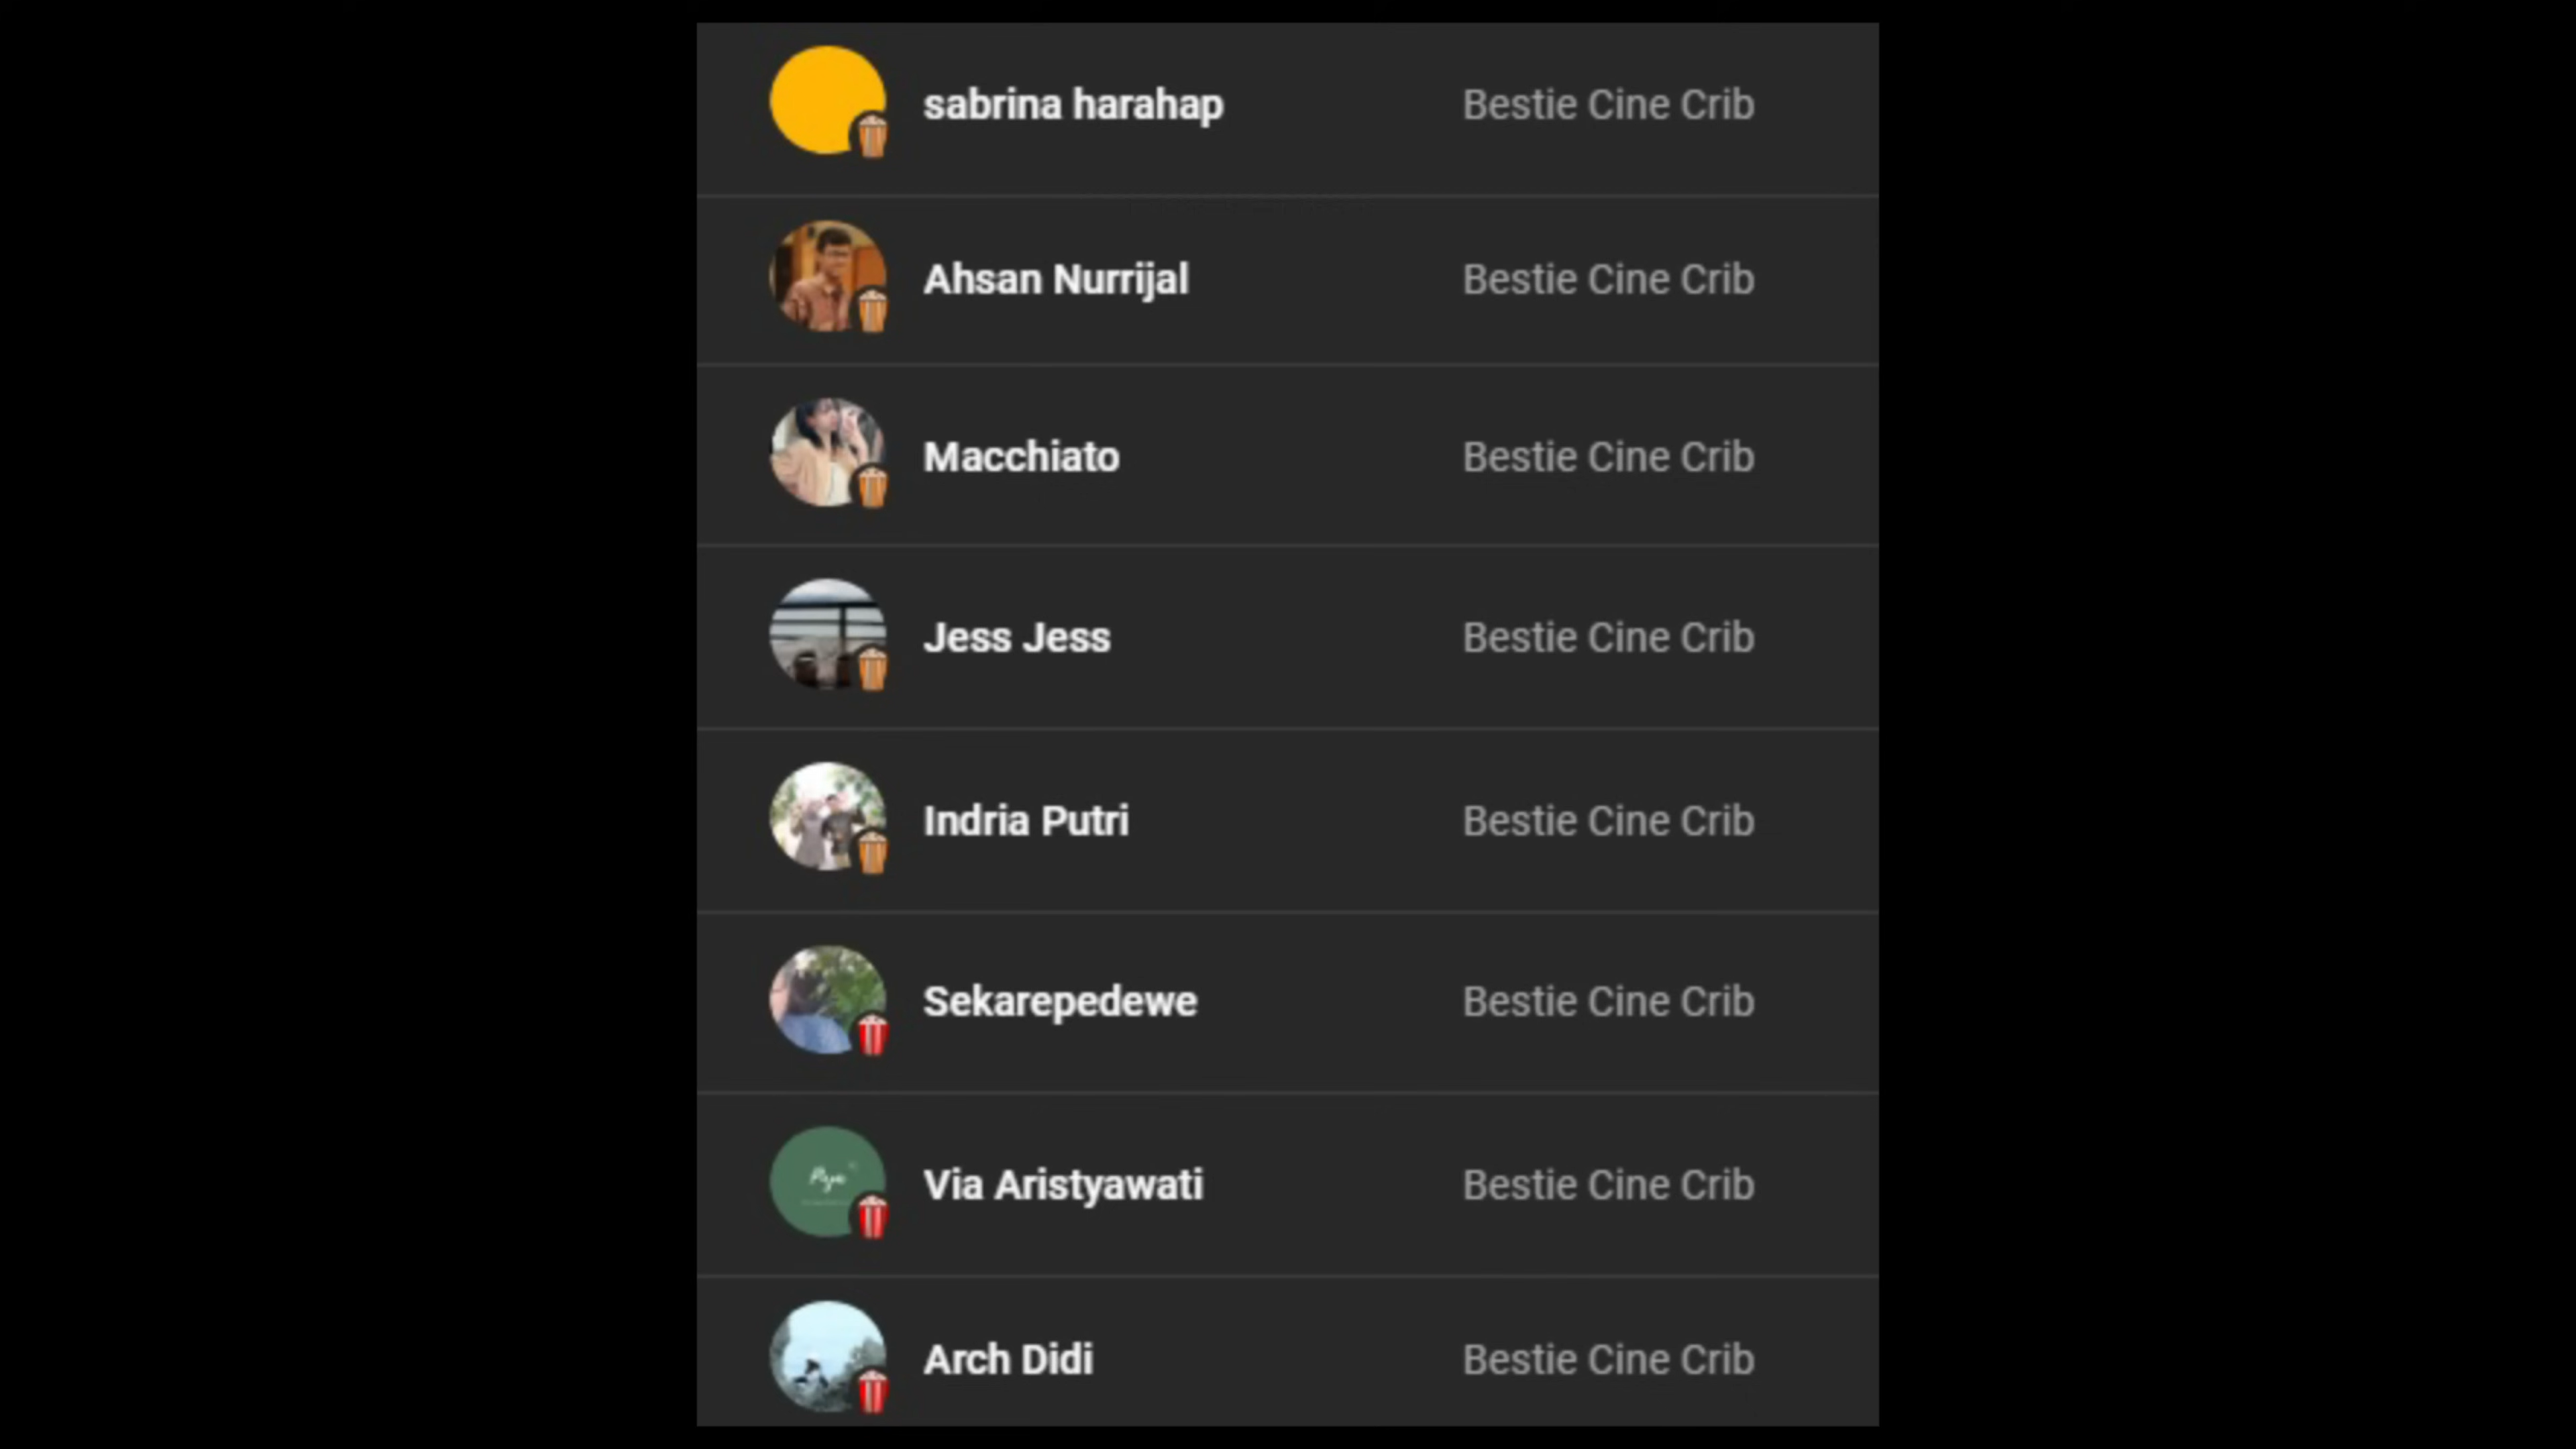 sabrina harahap Bestie Cine Crib
Ahsan Nurrijal Bestie Cine Crib
Macchiato Bestie Cine Crib
Jess Jess Bestie Cine Crib
Indria Putri Bestie Cine Crib
Sekarepedewe Bestie Cine Crib
Via Aristyawati Bestie Cine Crib
Arch Didi Bestie Cine Crib